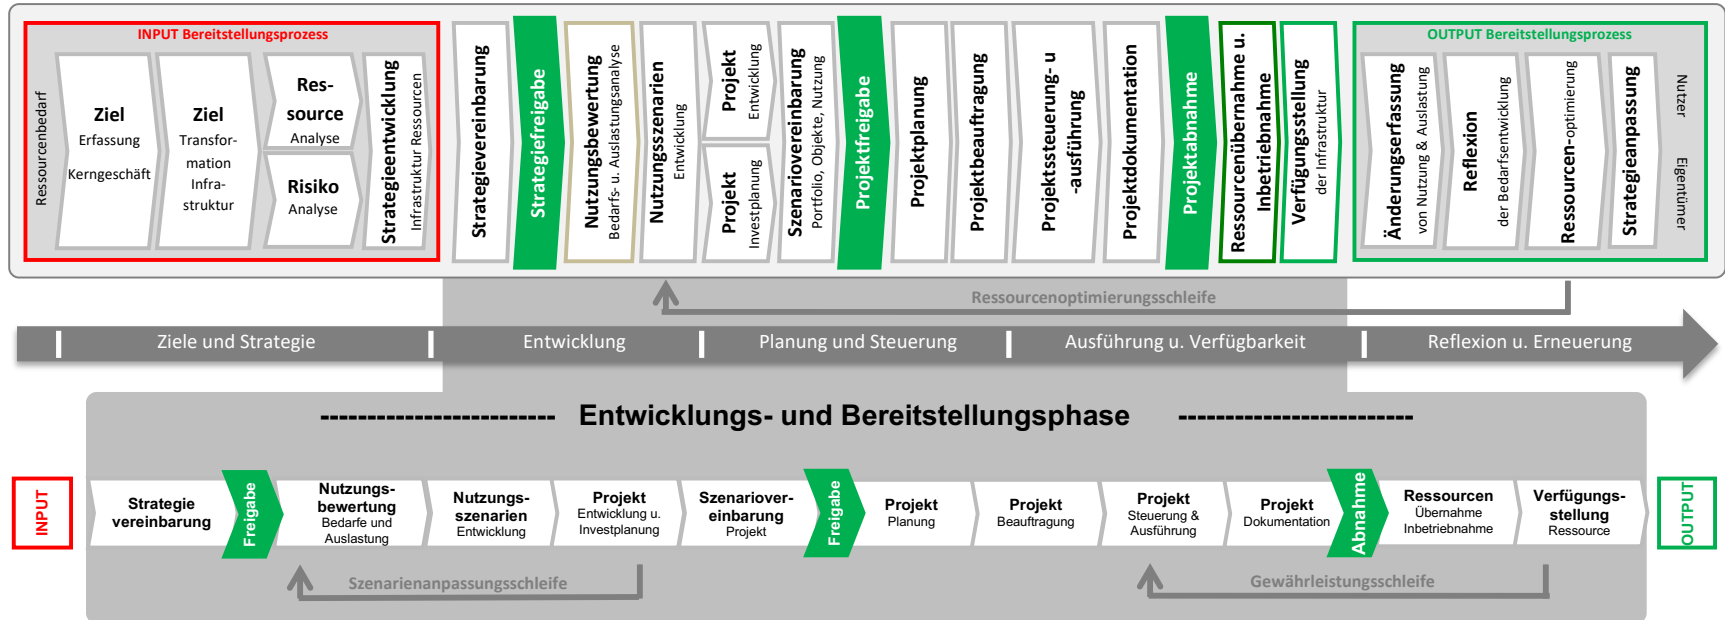 INPUT Bereitstellungsprozess
Ressourcenbedarf
Ziel
Erfassung
Kerngeschäft
Ziel
Transfor-
mation
Infra-
struktur
Res-
source
Analyse
Risiko
Analyse
Strategieentwicklung
Infrastruktur Ressourcen
Strategievereinbarung
Strategiefreigabe
Nutzungsbewertung
Bedarfs- u. Auslastungsanalyse
Nutzungsszenarien
Entwicklung
Projekt
Entwicklung
Projekt
Investplanung
Szenariovereinbarung
Portfolio, Objekte, Nutzung
Projektfreigabe
Projektplanung
Projektbeauftragung
Projektssteuerung- u
-ausführung
Projektdokumentation
Projektabnahme
Ressourcenübernahme u.
Inbetriebnahme
Verfügungsstellung
der Infrastruktur
OUTPUT Bereitstellungsprozess
Änderungserfassung
von Nutzung & Auslastung
Reflexion
der Bedarfsentwicklung
Ressourcen-optimierung
Strategieanpassung
Nutzer
Eigentümer
Ressourcenoptimierungsschleife
Ziele und Strategie
Entwicklung
Planung und Steuerung
Ausführung u. Verfügbarkeit
Reflexion u. Erneuerung
----------------------- Entwicklungs- und Bereitstellungsphase -----------------------
INPUT
Strategie
vereinbarung
Freigabe
Nutzungs-
bewertung
Bedarfe und
Auslastung
Nutzungs-
szenarien
Entwicklung
Projekt
Entwicklung u.
Investplanung
Szenariover-
einbarung
Projekt
Freigabe
Projekt
Planung
Projekt
Beauftragung
Projekt
Steuerung &
Ausführung
Projekt
Dokumentation
Abnahme
Ressourcen
Übernahme
Inbetriebnahme
Verfügungs-
stellung
Ressource
OUTPUT
Szenarienanpassungsschleife
Gewährleistungsschleife